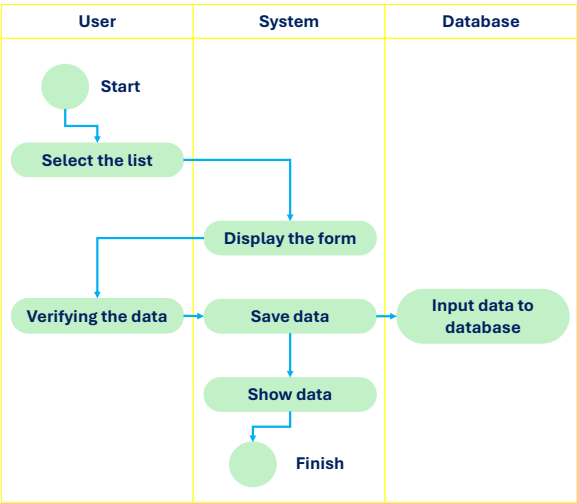 User
System
Database
Start
Select the list
Display the form
Verifying the data
Save data
Input data to
database
Show data
Finish